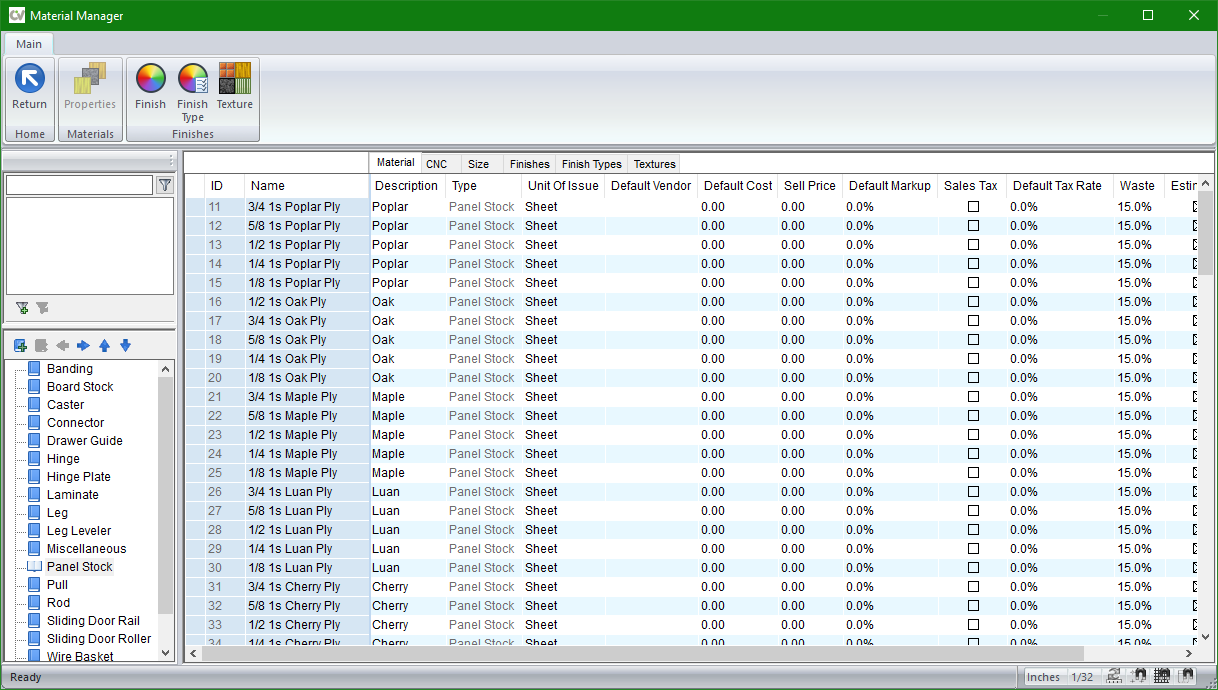 CV Material Manager
Main
Return Properties Finish Finish Type Texture
Home Materials Finishes
Material CNC Size Finishes Finish Types Textures
ID Name Description Type Unit Of Issue Default Vendor Default Cost Sell Price Default Markup Sales Tax Default Tax Rate Waste Estin
11 3/4 1s Poplar Ply Poplar Panel Stock Sheet 0.00 0.00 0.0% 0.0% 15.0%
12 5/8 1s Poplar Ply Poplar Panel Stock Sheet 0.00 0.00 0.0% 0.0% 15.0%
13 1/2 1s Poplar Ply Poplar Panel Stock Sheet 0.00 0.00 0.0% 0.0% 15.0%
14 1/4 1s Poplar Ply Poplar Panel Stock Sheet 0.00 0.00 0.0% 0.0% 15.0%
15 1/8 1s Poplar Ply Poplar Panel Stock Sheet 0.00 0.00 0.0% 0.0% 15.0%
16 1/2 1s Oak Ply Oak Panel Stock Sheet 0.00 0.00 0.0% 0.0% 15.0%
17 3/4 1s Oak Ply Oak Panel Stock Sheet 0.00 0.00 0.0% 0.0% 15.0%
18 5/8 1s Oak Ply Oak Panel Stock Sheet 0.00 0.00 0.0% 0.0% 15.0%
19 1/4 1s Oak Ply Oak Panel Stock Sheet 0.00 0.00 0.0% 0.0% 15.0%
20 1/8 1s Oak Ply Oak Panel Stock Sheet 0.00 0.00 0.0% 0.0% 15.0%
21 3/4 1s Maple Ply Maple Panel Stock Sheet 0.00 0.00 0.0% 0.0% 15.0%
22 5/8 1s Maple Ply Maple Panel Stock Sheet 0.00 0.00 0.0% 0.0% 15.0%
23 1/2 1s Maple Ply Maple Panel Stock Sheet 0.00 0.00 0.0% 0.0% 15.0%
24 1/4 1s Maple Ply Maple Panel Stock Sheet 0.00 0.00 0.0% 0.0% 15.0%
25 1/8 1s Maple Ply Maple Panel Stock Sheet 0.00 0.00 0.0% 0.0% 15.0%
26 3/4 1s Luan Ply Luan Panel Stock Sheet 0.00 0.00 0.0% 0.0% 15.0%
27 5/8 1s Luan Ply Luan Panel Stock Sheet 0.00 0.00 0.0% 0.0% 15.0%
28 1/2 1s Luan Ply Luan Panel Stock Sheet 0.00 0.00 0.0% 0.0% 15.0%
29 1/4 1s Luan Ply Luan Panel Stock Sheet 0.00 0.00 0.0% 0.0% 15.0%
30 1/8 1s Luan Ply Luan Panel Stock Sheet 0.00 0.00 0.0% 0.0% 15.0%
31 3/4 1s Cherry Ply Cherry Panel Stock Sheet 0.00 0.00 0.0% 0.0% 15.0%
32 5/8 1s Cherry Ply Cherry Panel Stock Sheet 0.00 0.00 0.0% 0.0% 15.0%
33 1/2 1s Cherry Ply Cherry Panel Stock Sheet 0.00 0.00 0.0% 0.0% 15.0%
34 1/4 1s Cherry Ply Cherry Panel Stock Sheet 0.00 0.00 0.0% 0.0% 15.0%
Banding
Board Stock
Caster
Connector
Drawer Guide
Hinge
Hinge Plate
Laminate
Leg
Leg Leveler
Miscellaneous
Panel Stock
Pull
Rod
Sliding Door Rail
Sliding Door Roller
Wire Basket
Ready Inches 1/32